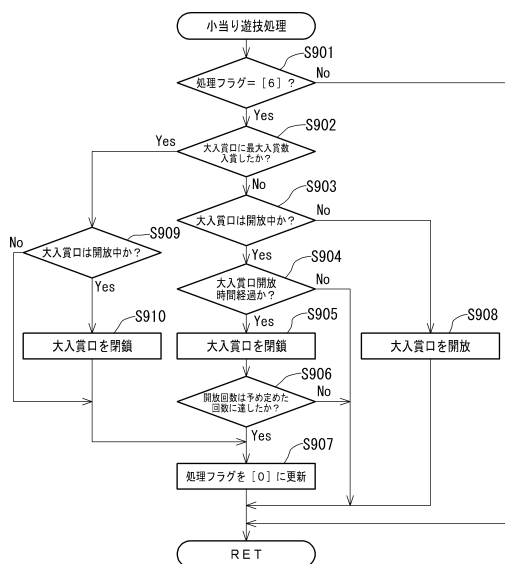 小当り遊技処理
S901
処理フラグ=［6］？
No
Yes
S902
Yes
大入賞口に最大入賞数
入賞したか？
No
S903
大入賞口は開放中か？
No
Yes
S909
No
大入賞口は開放中か？
Yes
S904
大入賞口開放
時間経過か？
No
Yes
S910
大入賞口を閉鎖
S905
大入賞口を閉鎖
S908
大入賞口を開放
S906
開放回数は予め定めた
回数に達したか？
No
Yes
S907
処理フラグを［0］に更新
RET